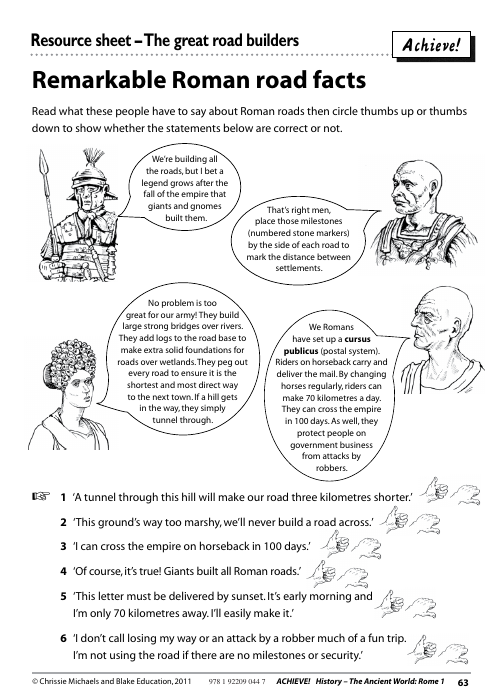 Resource sheet – The great road builders
Achieve!
Remarkable Roman road facts
Read what these people have to say about Roman roads then circle thumbs up or thumbs
down to show whether the statements below are correct or not.
We're building all
the roads, but I bet a
legend grows after the
fall of the empire that
giants and gnomes
built them.
That's right men,
place those milestones
(numbered stone markers)
by the side of each road to
mark the distance between
settlements.
No problem is too
great for our army! They build
large strong bridges over rivers.
They add logs to the road base to
make extra solid foundations for
roads over wetlands. They peg out
every road to ensure it is the
shortest and most direct way
to the next town. If a hill gets
in the way, they simply
tunnel through.
We Romans
have set up a cursus
publicus (postal system).
Riders on horseback carry and
deliver the mail. By changing
horses regularly, riders can
make 70 kilometres a day.
They can cross the empire
in 100 days. As well, they
protect people on
government business
from attacks by
robbers.
1 'A tunnel through this hill will make our road three kilometres shorter.'
2 'This ground's way too marshy, we'll never build a road across.'
3 'I can cross the empire on horseback in 100 days.'
4 'Of course, it's true! Giants built all Roman roads.'
5 'This letter must be delivered by sunset. It's early morning and
I'm only 70 kilometres away. I'll easily make it.'
6 'I don't call losing my way or an attack by a robber much of a fun trip.
I'm not using the road if there are no milestones or security.'
© Chrissie Michaels and Blake Education, 2011 978 1 92209 044 7 ACHIEVE! History – The Ancient World: Rome 1 63